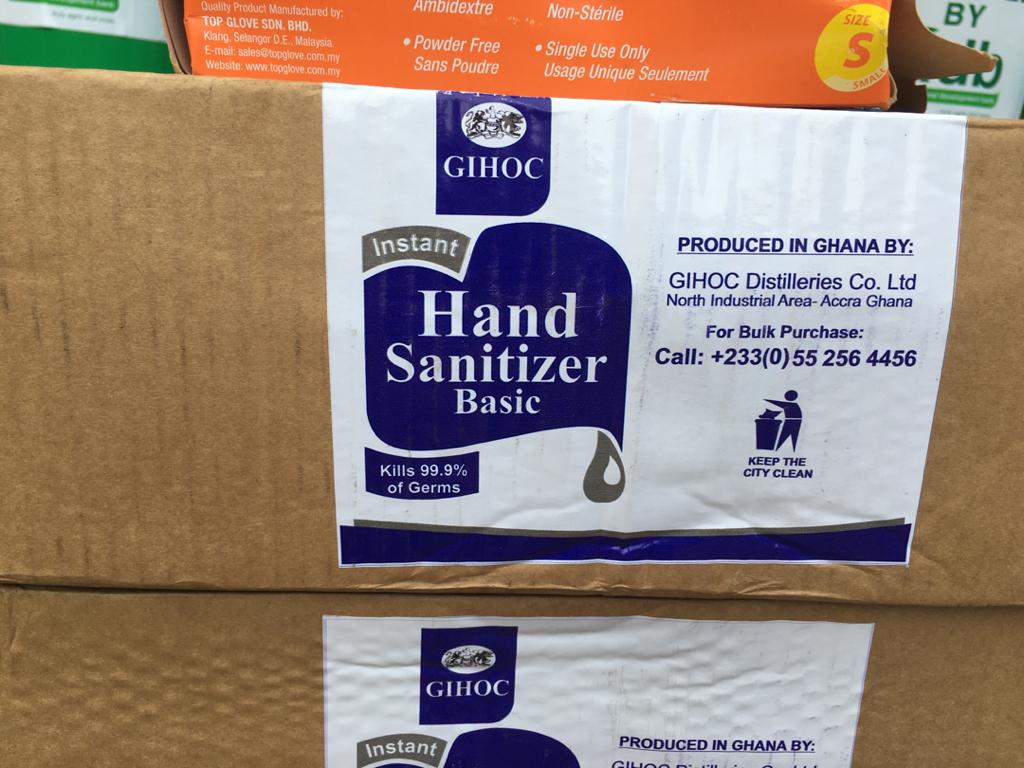 Quality Product Manufactured by:
TOP GLOVE SDN. BHD.
Klang, Selangor D.E., Malaysia.
E-mail: sales@topglove.com.my
Website: www.topglove.com.my
Ambidextre
• Powder Free
Sans Poudre
Non-Stérile
• Single Use Only
Usage Unique Seulement
SIZE
S
SMALL
BY
GIHOC
Instant
Hand
Sanitizer
Basic
Kills 99.9%
of Germs
PRODUCED IN GHANA BY:
GIHOC Distilleries Co. Ltd
North Industrial Area- Accra Ghana
For Bulk Purchase:
Call: +233(0) 55 256 4456
KEEP THE
CITY CLEAN
GIHOC
Instant
PRODUCED IN GHANA BY:
GIHOC Distilleries Co. Ltd